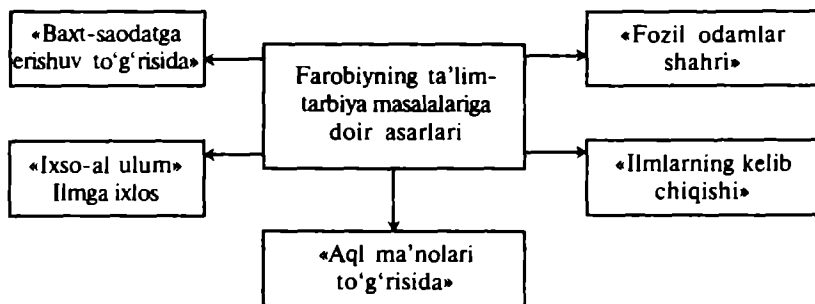 «Baxt-saodatga
erishuv to‘g‘risida»
Farobiyning ta’lim-
tarbiya masalalariga
doir asarlari
«Fozil odamlar
shahri»
«Ixso-al ulum»
Ilmga ixlos
«Ilmlarning kelib
chiqishi»
«Aql ma’nolari
to‘g‘risida»